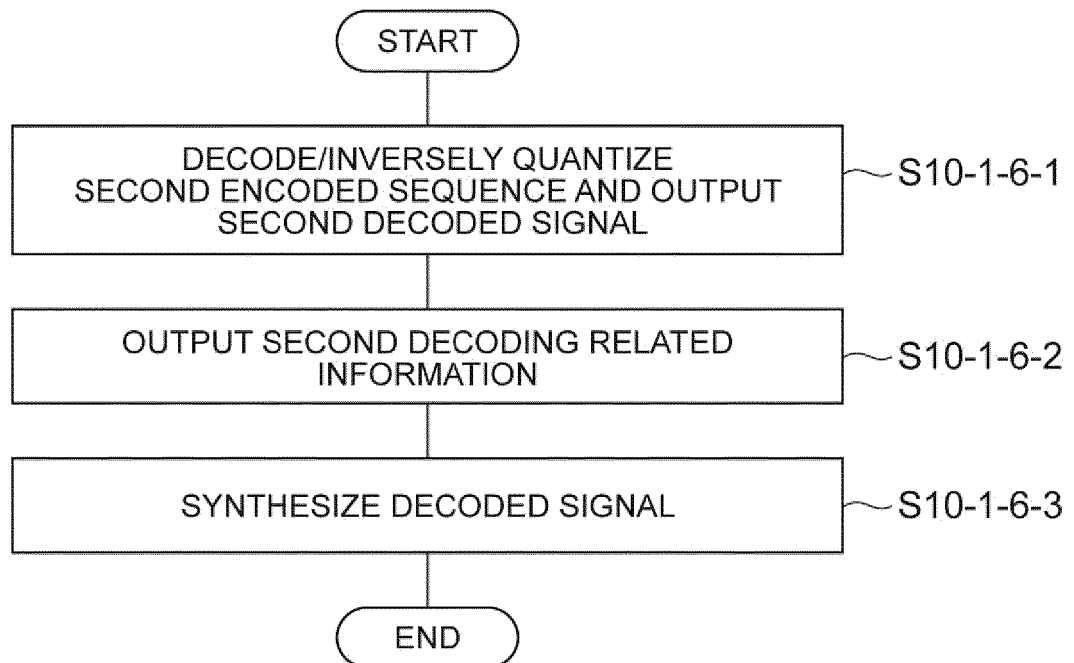 START
DECODE/INVERSELY QUANTIZE
SECOND ENCODED SEQUENCE AND OUTPUT
SECOND DECODED SIGNAL
S10-1-6-1
OUTPUT SECOND DECODING RELATED
INFORMATION
S10-1-6-2
SYNTHESIZE DECODED SIGNAL
S10-1-6-3
END